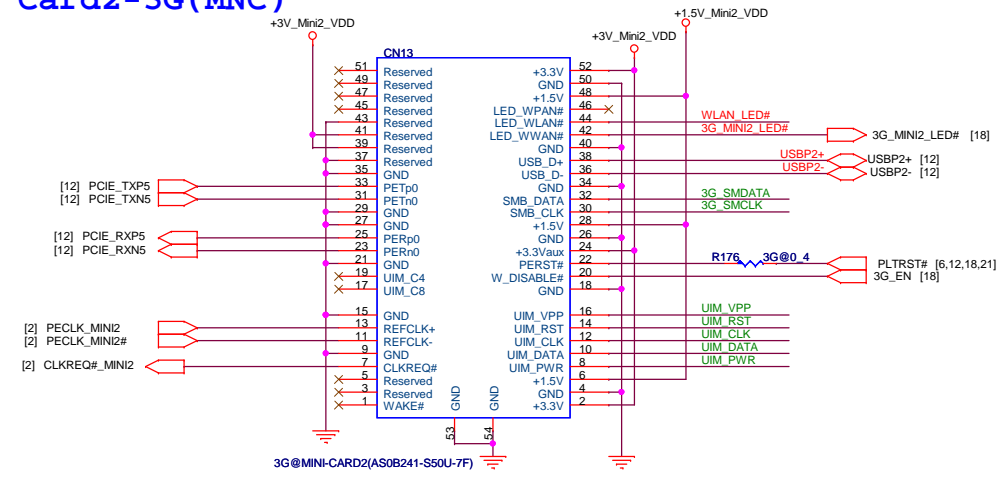 Card2-3G(MNC)
+1.5V_Mini2_VDD
+3V_Mini2_VDD
+3V_Mini2_VDD
CN13
51 Reserved +3.3V 52
49 Reserved GND 50
47 Reserved +1.5V 48
45 Reserved LED_WPAN# 46
43 Reserved LED_WLAN# 44 WLAN_LED#
41 Reserved LED_WWAN# 42 3G_MINI2_LED# 3G_MINI2_LED# [18]
39 Reserved GND 40
37 Reserved USB_D+ 38 USBP2+ USBP2+ [12]
35 GND USB_D- 36 USBP2- USBP2- [12]
[12] PCIE_TXP5 33 PETp0 GND 34
[12] PCIE_TXN5 31 PETn0 SMB_DATA 32 3G_SMDATA
29 GND SMB_CLK 30 3G_SMCLK
27 GND +1.5V 28
[12] PCIE_RXP5 25 PERp0 GND 26
[12] PCIE_RXN5 23 PERn0 +3.3Vaux 24
21 GND PERST# 22 R176 3G@0_4 PLTRST# [6,12,18,21]
19 UIM_C4 W_DISABLE# 20 3G_EN [18]
17 UIM_C8 GND 18
15 GND UIM_VPP 16 UIM_VPP
[2] PECLK_MINI2 13 REFCLK+ UIM_RST 14 UIM_RST
[2] PECLK_MINI2# 11 REFCLK- UIM_CLK 12 UIM_CLK
9 GND UIM_DATA 10 UIM_DATA
[2] CLKREQ#_MINI2 7 CLKREQ# UIM_PWR 8 UIM_PWR
5 Reserved +1.5V 6
3 Reserved GND 4
1 WAKE# +3.3V 2
GND GND
53 54
3G@MINI-CARD2(AS0B241-S50U-7F)